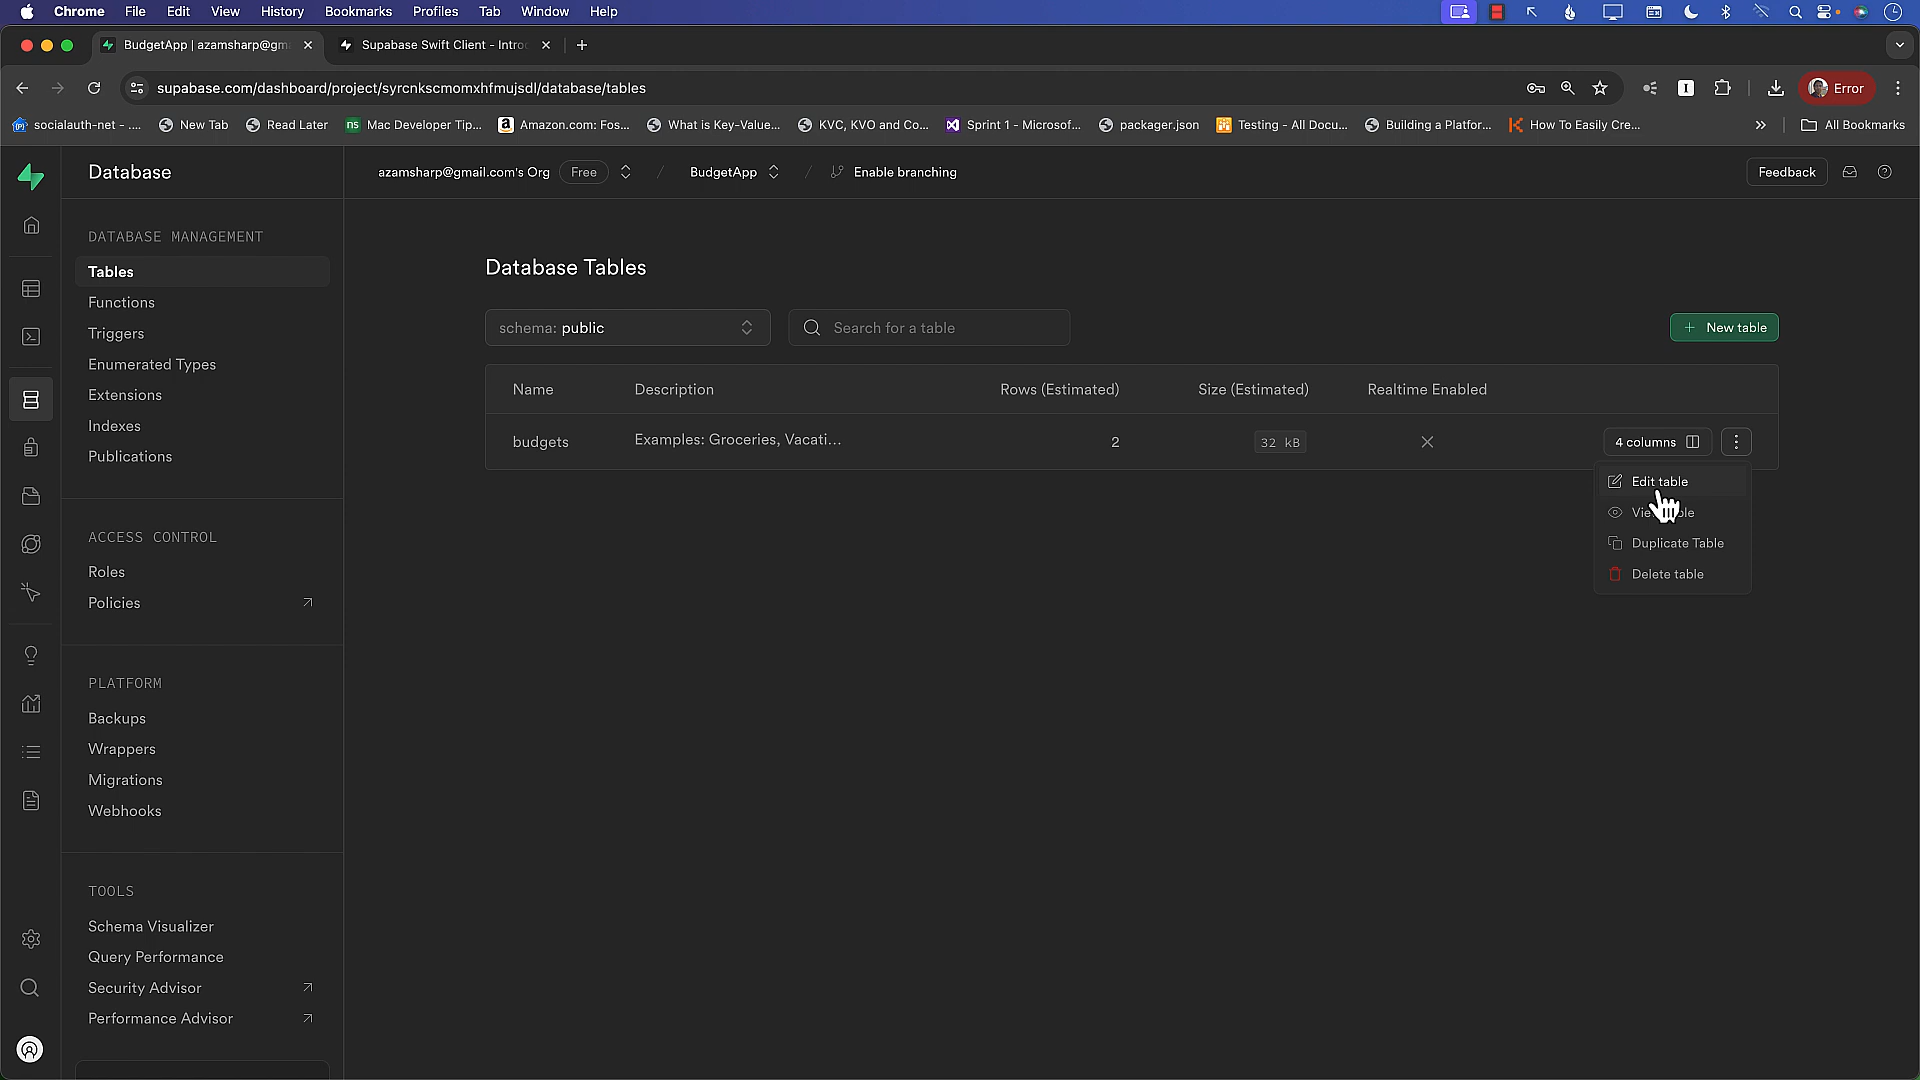 Chrome File Edit View History Bookmarks Profiles Tab Window Help
BudgetApp | azamsharp@gm
Supabase Swift Client - Intro
supabase.com/dashboard/project/syrcnkscmomxhfmujsdl/database/tables
Error
socialauth-net - .... New Tab Read Later Mac Developer Tip... Amazon.com: Fos... What is Key-Value... KVC, KVO and Co... Sprint 1 - Microsof... packager.json Testing - All Docu... Building a Platfor... How To Easily Cre... » All Bookmarks
Database
azamsharp@gmail.com's Org Free / BudgetApp / Enable branching
Feedback
DATABASE MANAGEMENT
Tables
Functions
Triggers
Enumerated Types
Extensions
Indexes
Publications
ACCESS CONTROL
Roles
Policies
PLATFORM
Backups
Wrappers
Migrations
Webhooks
TOOLS
Schema Visualizer
Query Performance
Security Advisor
Performance Advisor
Database Tables
schema: public
Search for a table
+ New table
Name Description Rows (Estimated) Size (Estimated) Realtime Enabled
budgets Examples: Groceries, Vacati... 2 32 kB 4 columns
Edit table
Duplicate Table
Delete table